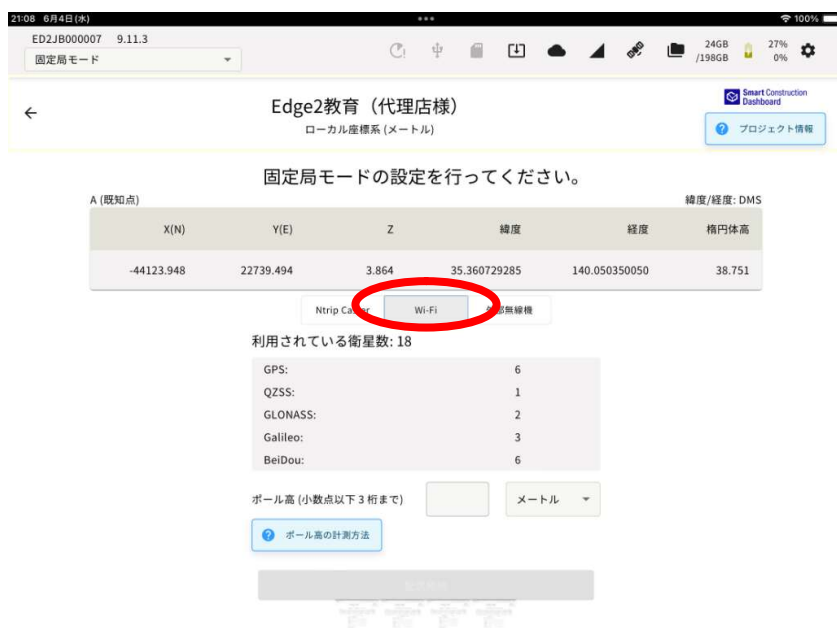 21:08 6月4日(水)
100%
ED2JB000007 9.11.3
固定局モード
24GB
/198GB
27%
0%
Edge2教育（代理店様）
ローカル座標系 (メートル)
Smart Construction
Dashboard
プロジェクト情報
固定局モードの設定を行ってください。
A (既知点)
緯度/経度: DMS
X(N) Y(E) Z 緯度 経度 楕円体高
-44123.948 22739.494 3.864 35.360729285 140.050350050 38.751
Ntrip Wi-Fi 無線機
利用されている衛星数: 18
GPS: 6
QZSS: 1
GLONASS: 2
Galileo: 3
BeiDou: 6
ポール高 (小数点以下 3 桁まで)
メートル
ポール高の計測方法